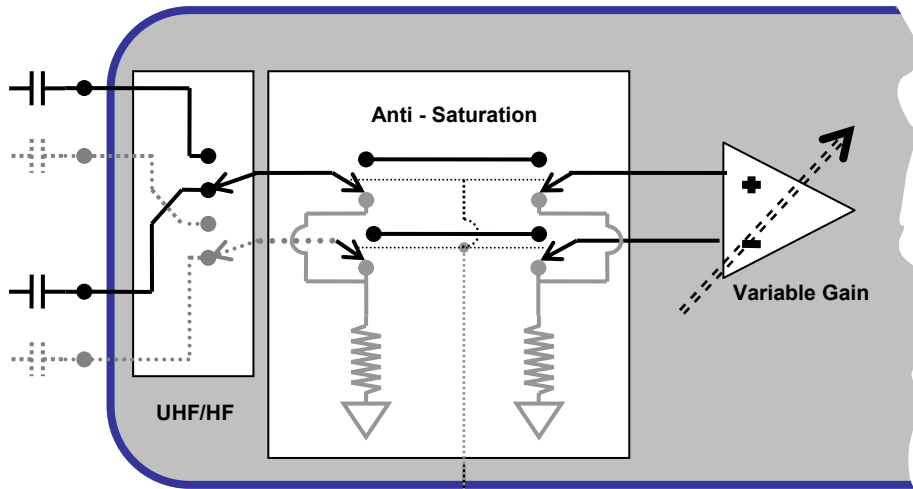 Anti - Saturation
+
-
Variable Gain
UHF/HF